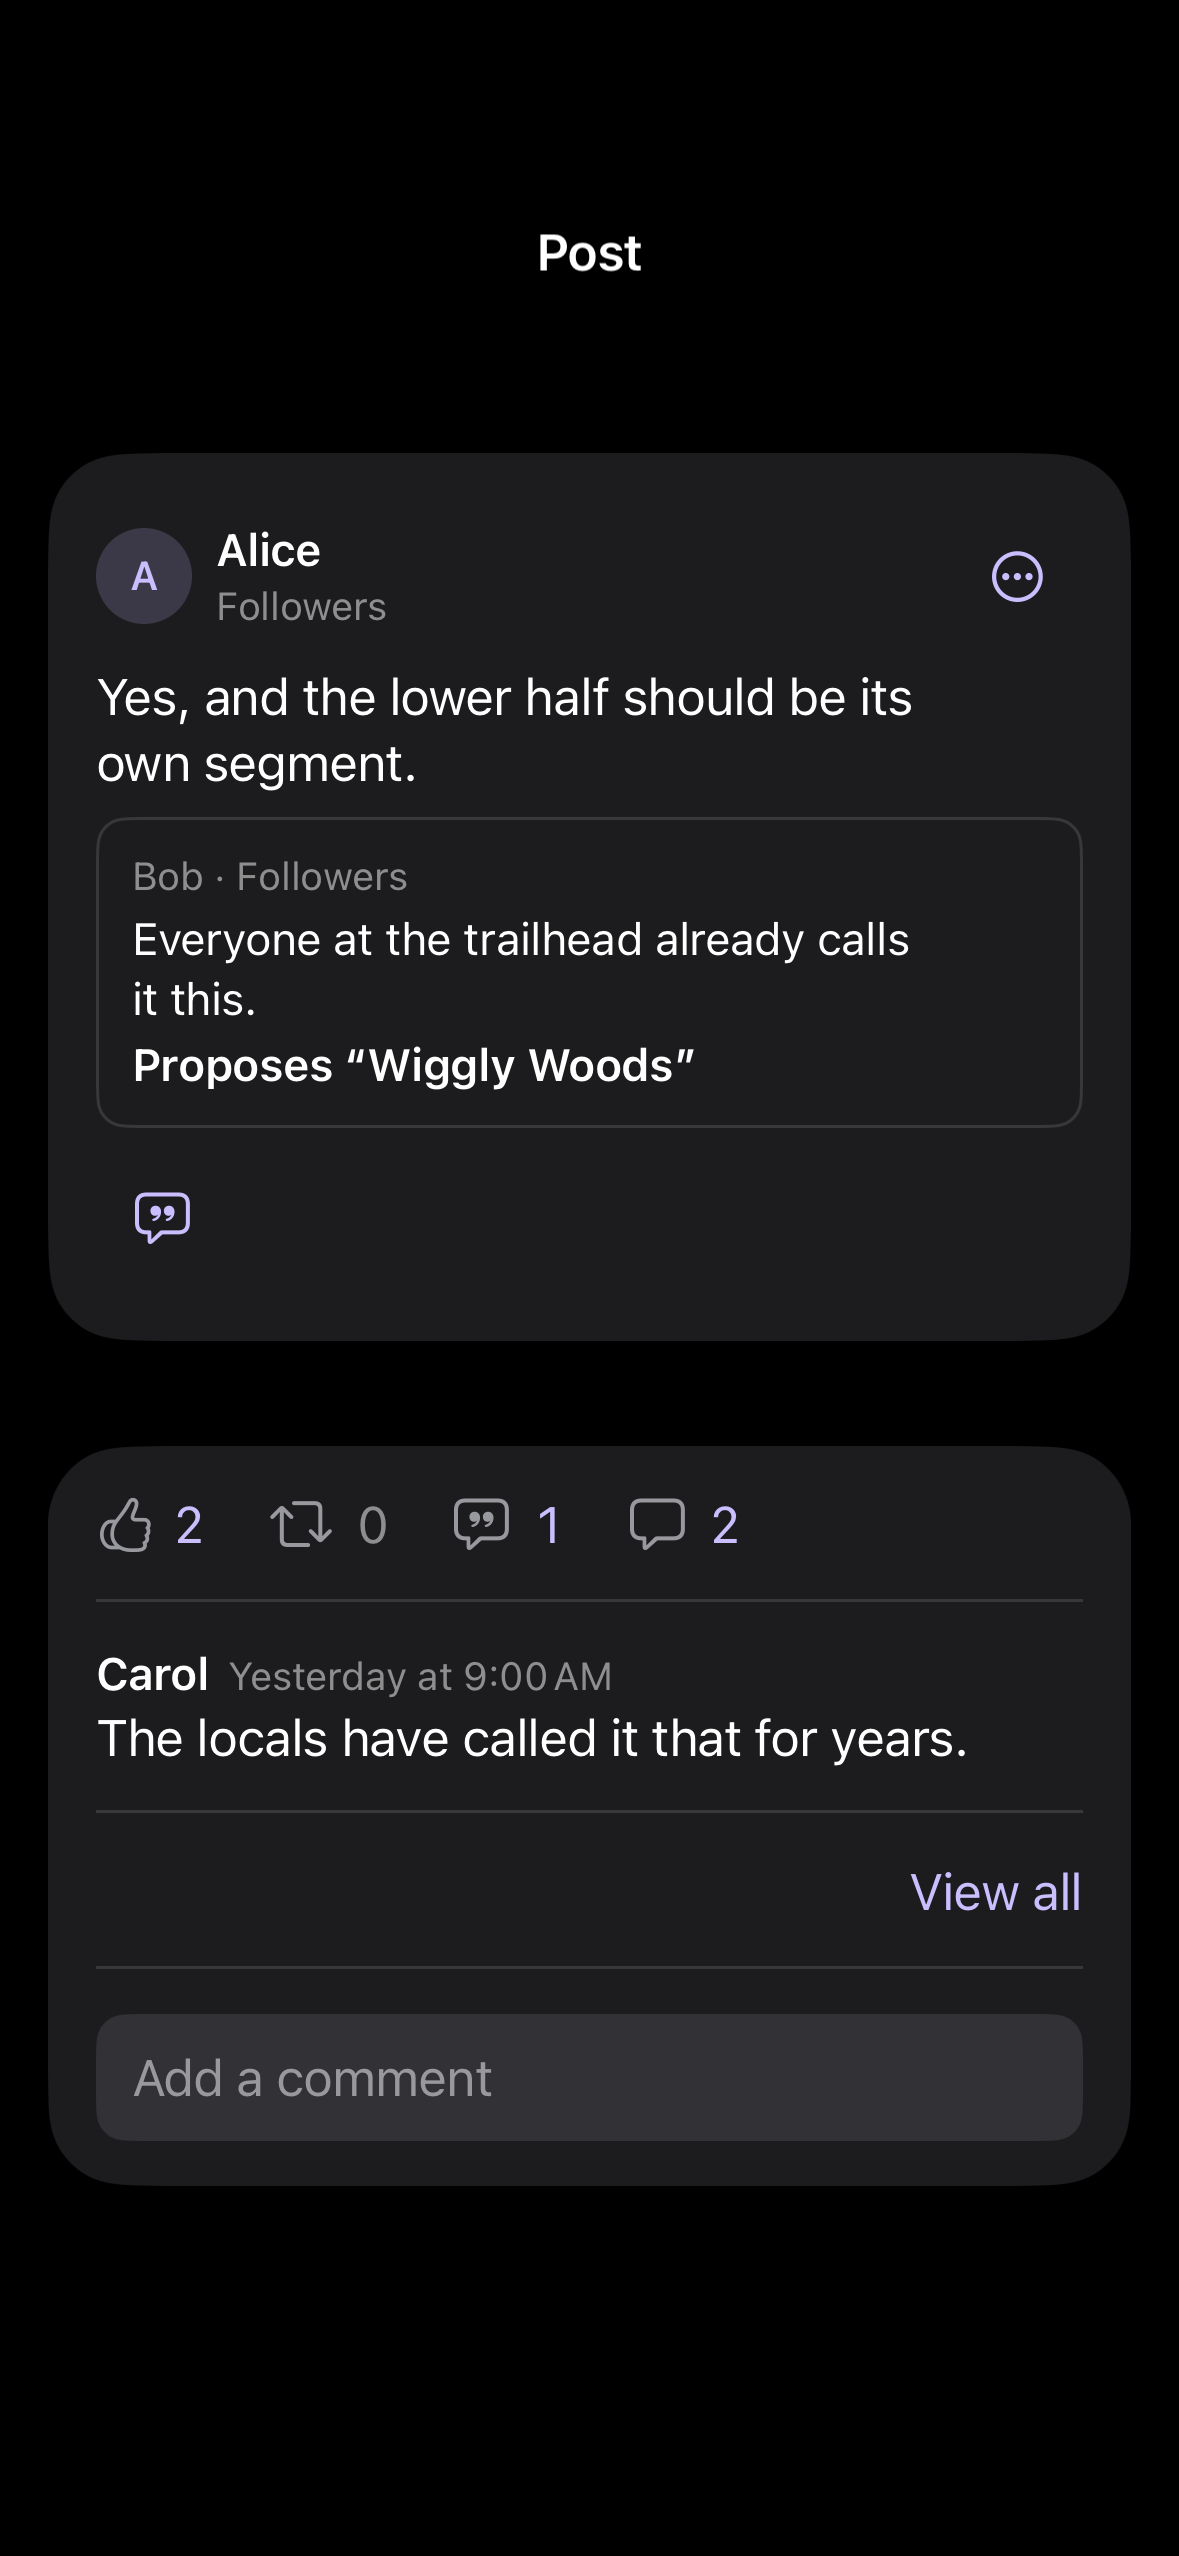 Post
A
Alice
Followers
Yes, and the lower half should be its
own segment.
Bob · Followers
Everyone at the trailhead already calls
it this.
Proposes “Wiggly Woods”
2
0
1
2
Carol Yesterday at 9:00 AM
The locals have called it that for years.
View all
Add a comment